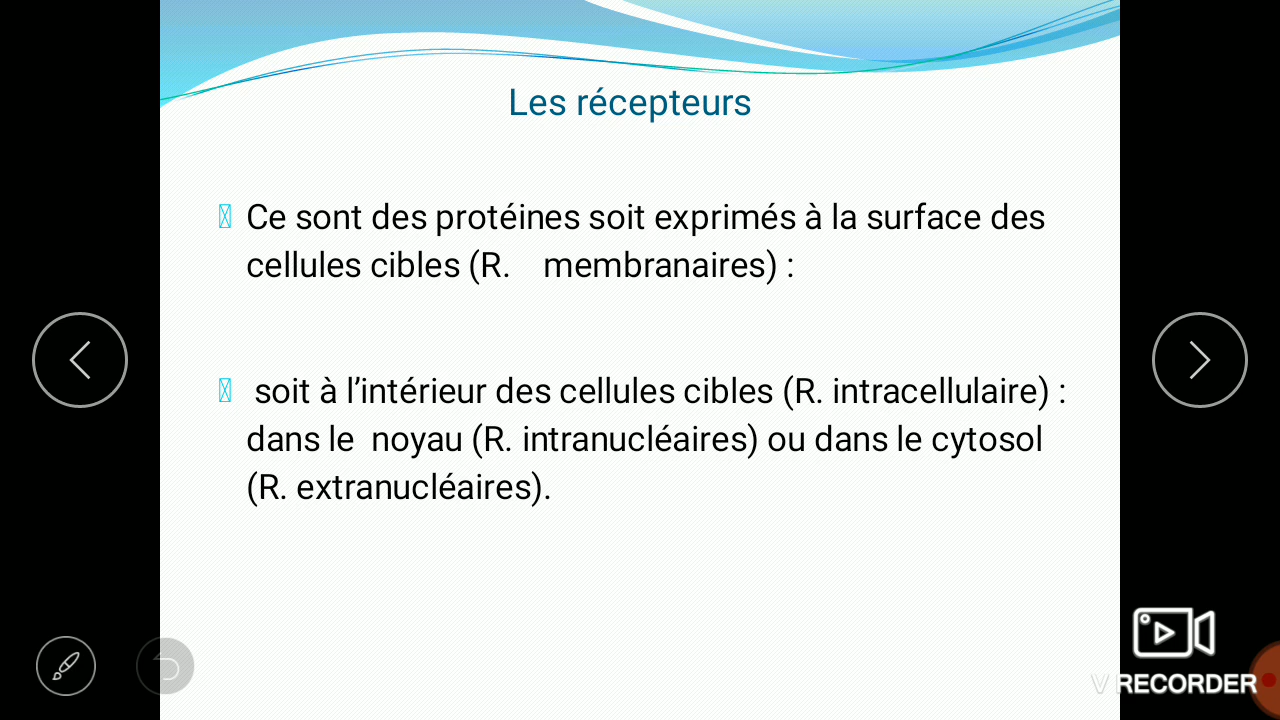 Les récepteurs
Ce sont des protéines soit exprimés à la surface des
cellules cibles (R. membranaires) :
soit à l’intérieur des cellules cibles (R. intracellulaire) :
dans le noyau (R. intranucléaires) ou dans le cytosol
(R. extranucléaires).
V RECORDER